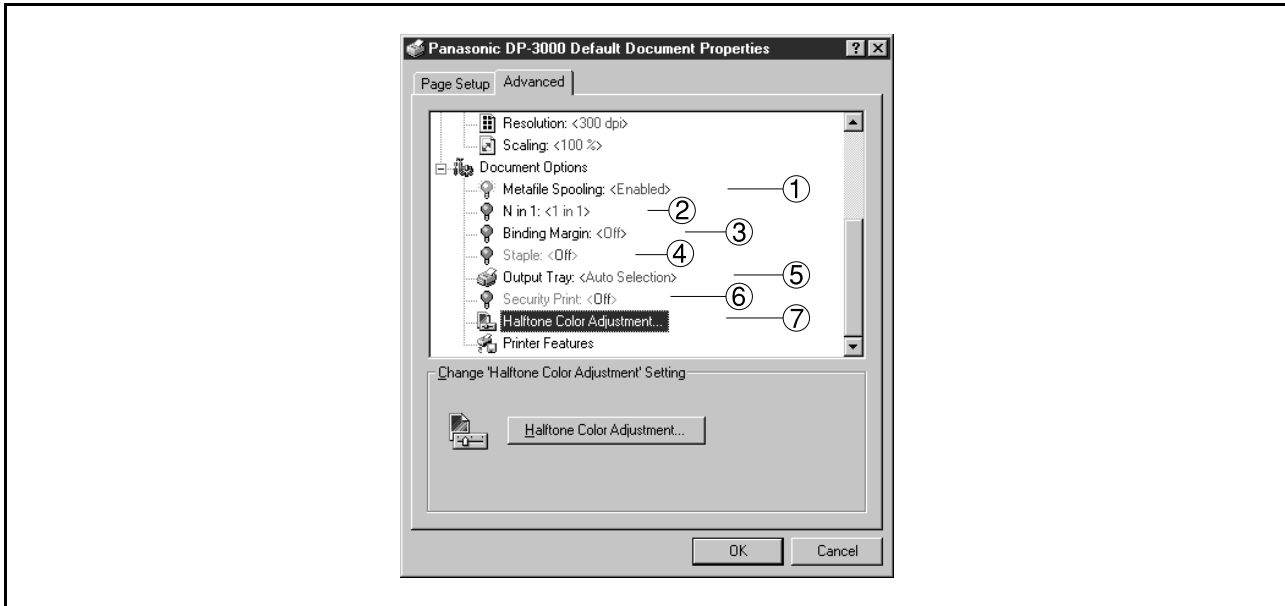 Panasonic DP-3000 Default Document Properties
Page Setup Advanced
Resolution: <300 dpi>
Scaling: <100 %>
Document Options
Metafile Spooling: <Enabled> ①
N in 1: <1 in 1> ②
Binding Margin: <Off> ③
Staple: <Off> ④
Output Tray: <Auto Selection> ⑤
Security Print: <Off> ⑥
Halftone Color Adjustment... ⑦
Printer Features
Change 'Halftone Color Adjustment' Setting
Halftone Color Adjustment...
OK Cancel